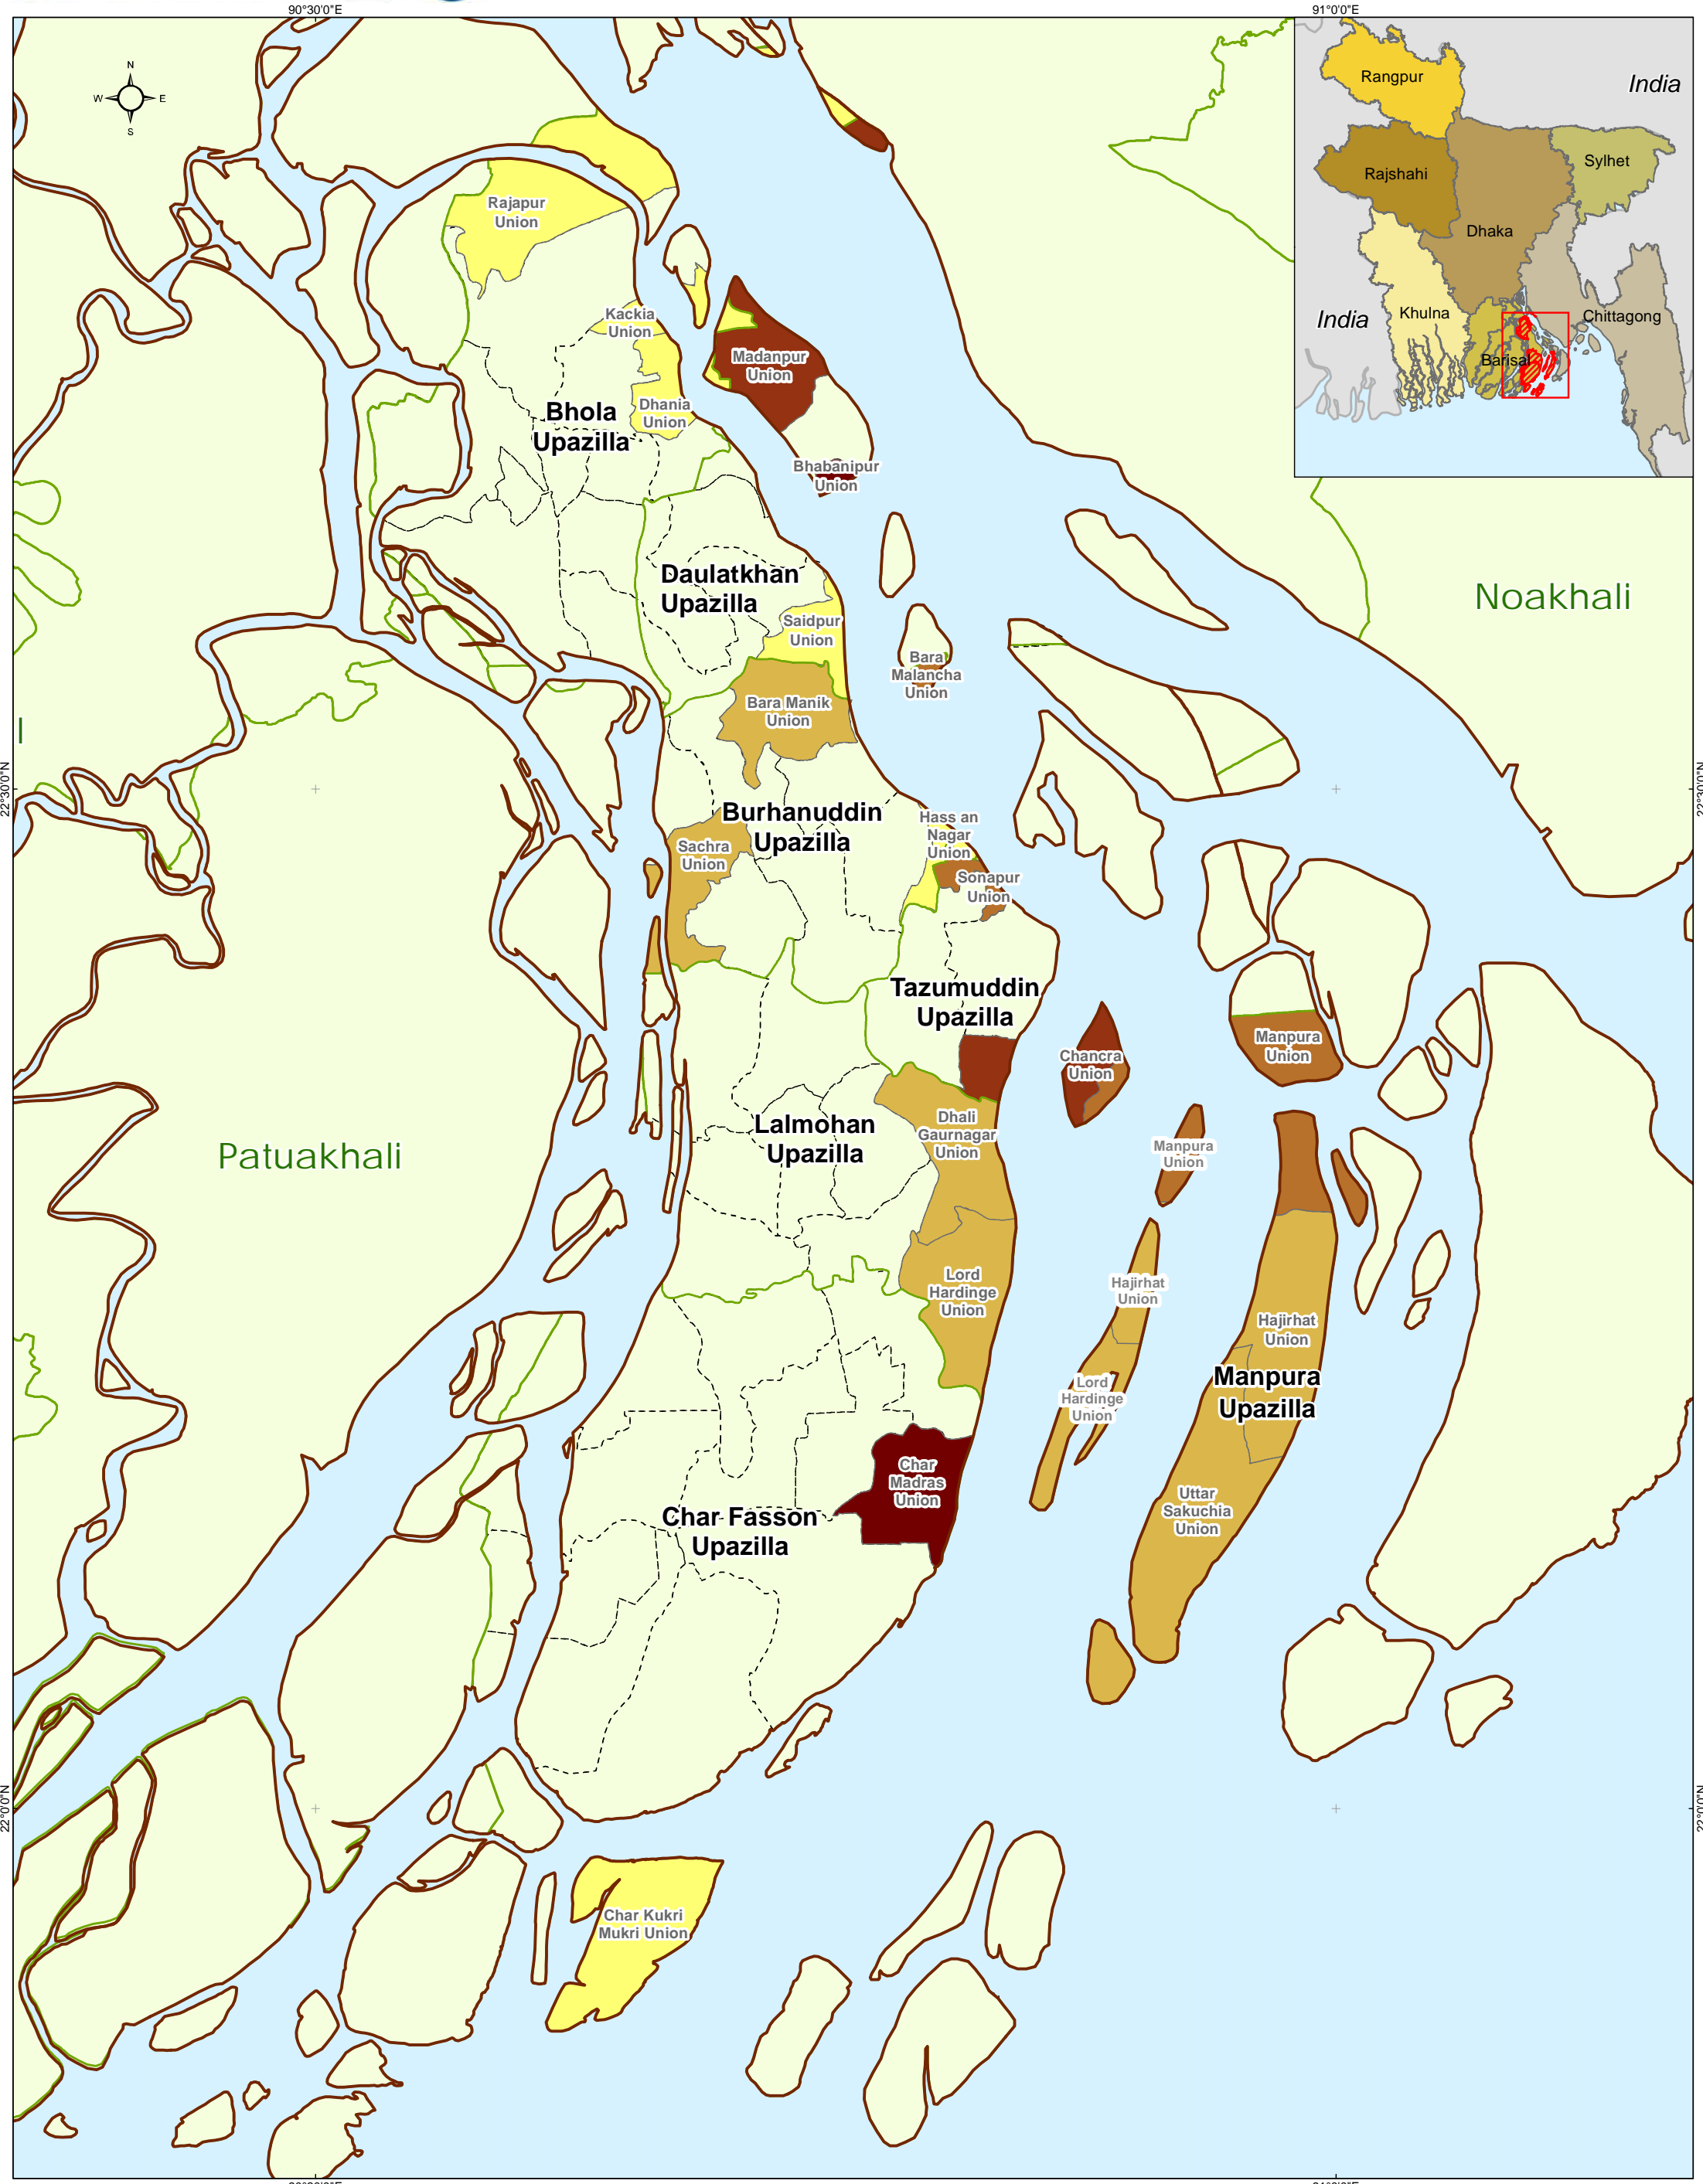 90°30'0"E
91°0'0"E
N
W
E
S
Rangpur
India
Rajshahi
Sylhet
Dhaka
India
Khulna
Chittagong
Barisal
Rajapur
Union
Kackia
Union
Madanpur
Union
Dhania
Union
Bhola
Upazilla
Bhabanipur
Union
Daulatkhan
Upazilla
Noakhali
Saidpur
Union
Bara
Malancha
Union
Bara Manik
Union
l
22°30'0"N
22°30'0"N
Burhanuddin
Upazilla
Hass an
Nagar
Union
Sachra
Union
Sonapur
Union
Tazumuddin
Upazilla
Manpura
Union
Chancra
Union
Dhali
Gaurnagar
Union
Lalmohan
Upazilla
Manpura
Union
Patuakhali
Lord
Hardinge
Union
Hajirhat
Union
Hajirhat
Union
Manpura
Upazilla
Lord
Hardinge
Union
Char
Madras
Union
Uttar
Sakuchia
Union
Char Fasson
Upazilla
22°0'0"N
22°0'0"N
Char Kukri
Mukri Union